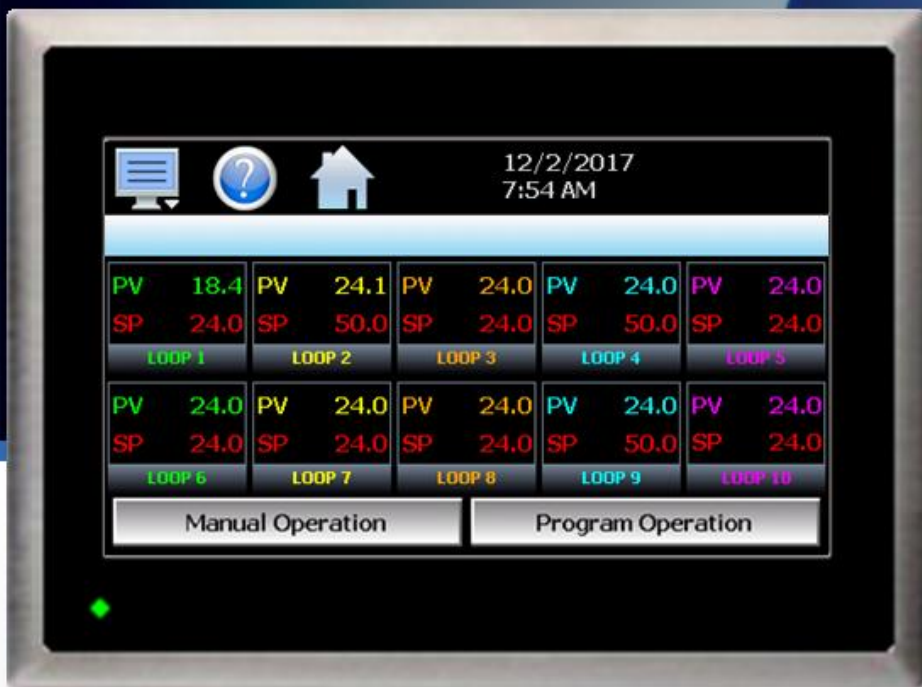 ?
12/2/2017
7:54 AM
PV 18.4 PV 24.1 PV 24.0 PV 24.0 PV 24.0
SP 24.0 SP 50.0 SP 24.0 SP 50.0 SP 24.0
LOOP 1 LOOP 2 LOOP 3 LOOP 4 LOOP 5
PV 24.0 PV 24.0 PV 24.0 PV 24.0 PV 24.0
SP 24.0 SP 24.0 SP 24.0 SP 50.0 SP 24.0
LOOP 6 LOOP 7 LOOP 8 LOOP 9 LOOP 10
Manual Operation Program Operation